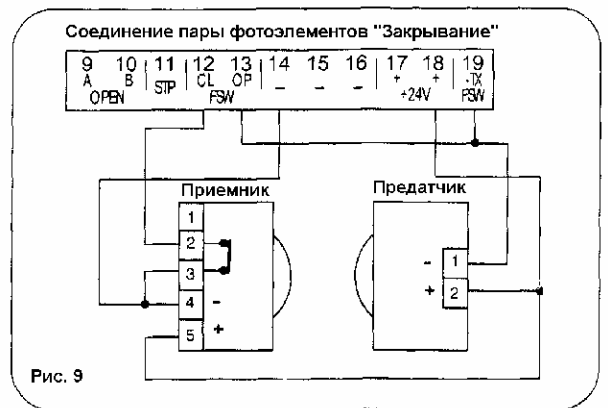 Соединение пары фотоэлементов "Закрывание"
9 10 11 12 13 14 15 16 17 18 19
A B STP CL OP – – – + + -TX
OPEN FSW +24V FSW
Приемник Предатчик
1
2
3
4 -
5 +
- 1
+ 2
Рис. 9